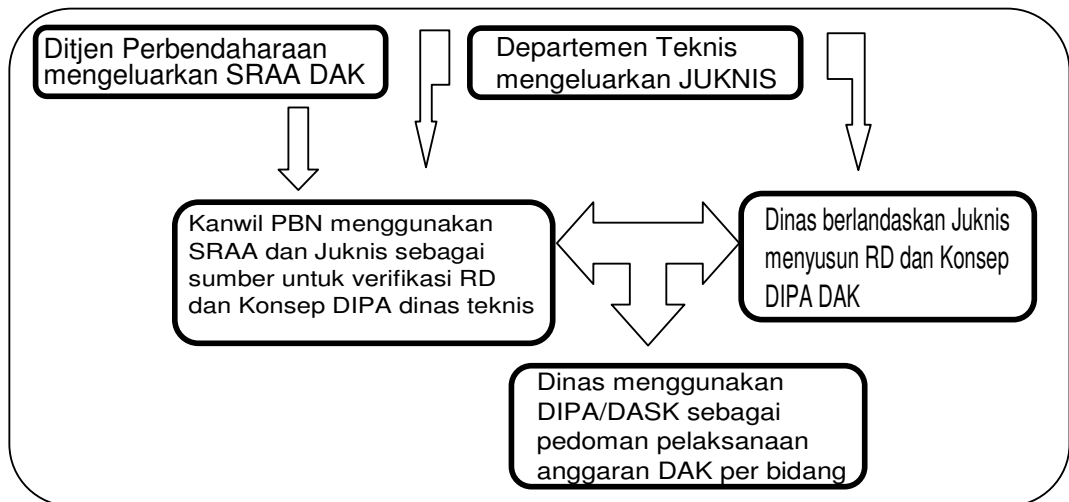 Ditjen Perbendaharaan
mengeluarkan SRAA DAK
Departemen Teknis
mengeluarkan JUKNIS
Kanwil PBN menggunakan
SRAA dan Juknis sebagai
sumber untuk verifikasi RD
dan Konsep DIPA dinas teknis
Dinas berlandaskan Juknis
menyusun RD dan Konsep
DIPA DAK
Dinas menggunakan
DIPA/DASK sebagai
pedoman pelaksanaan
anggaran DAK per bidang